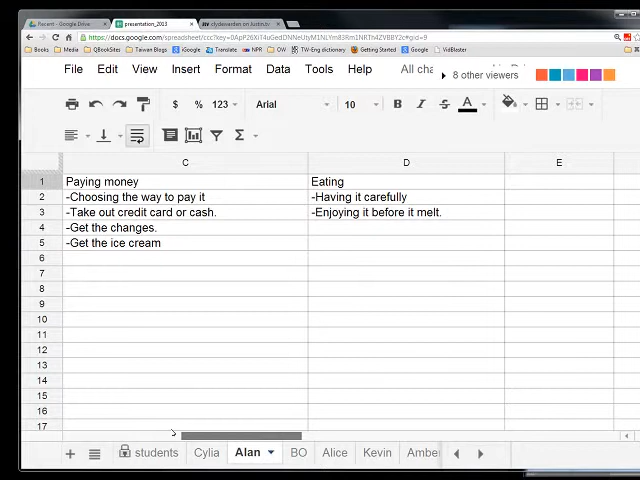 Recent - Google Drive
presentation_2013
clydewarden on Justin.tv
https://docs.google.com/spreadsheet/ccc?key=
#gid=9
Books
Media
QBookSites
Taiwan Blogs
Google
Translate
NPR
OW
TW-Eng dictionary
Getting Started
Google
VidBlaster
File Edit View Insert Format Data Tools Help All cha
8 other viewers
$ % 123 Arial 10 B I S A
Σ
C D E
1 Paying money Eating
2 -Choosing the way to pay it -Having it carefully
3 -Take out credit card or cash. -Enjoying it before it melt.
4 -Get the changes.
5 -Get the ice cream
6
7
8
9
10
11
12
13
14
15
16
17
students Cylia Alan BO Alice Kevin Amber